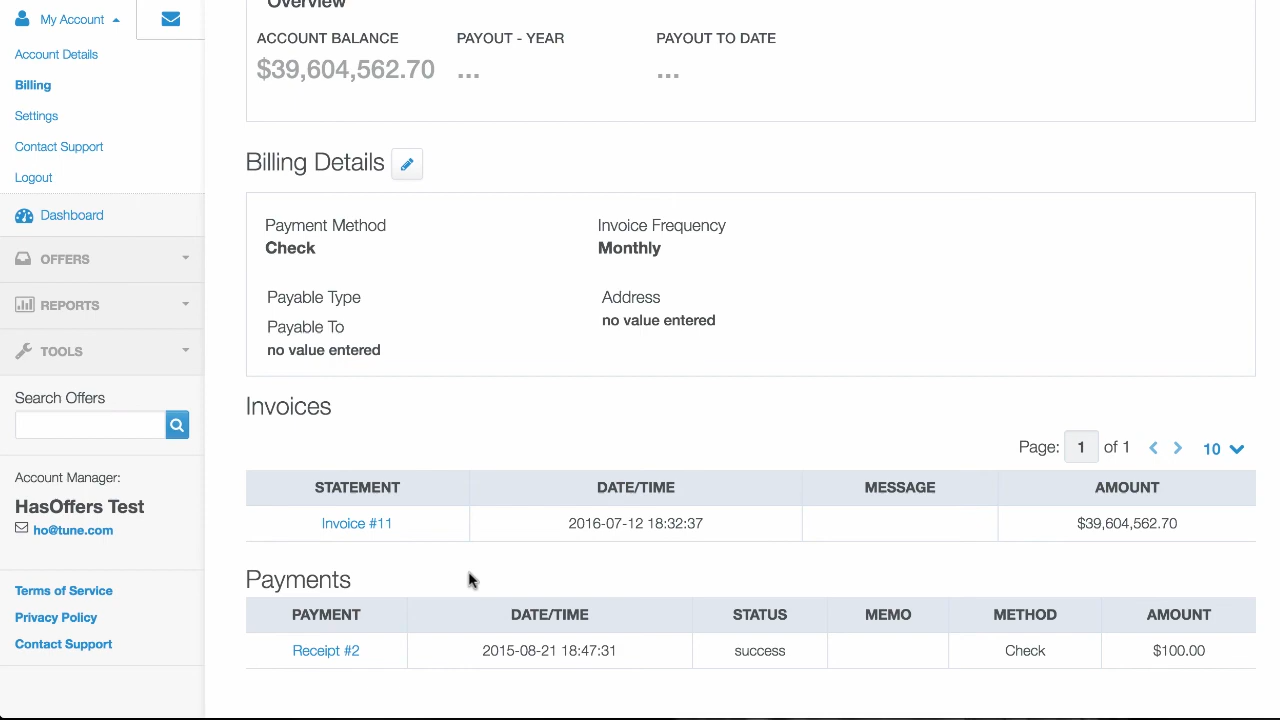 My Account
Account Details
Billing
Settings
Contact Support
Logout
Dashboard
OFFERS
REPORTS
TOOLS
Search Offers
Account Manager:
HasOffers Test
ho@tune.com
Terms of Service
Privacy Policy
Contact Support
Overview
ACCOUNT BALANCE PAYOUT - YEAR PAYOUT TO DATE
$39,604,562.70 ... ...
Billing Details
Payment Method Invoice Frequency
Check Monthly
Payable Type Address
no value entered
Payable To
no value entered
Invoices
Page: 1 of 1 10
STATEMENT DATE/TIME MESSAGE AMOUNT
Invoice #11 2016-07-12 18:32:37 $39,604,562.70
Payments
PAYMENT DATE/TIME STATUS MEMO METHOD AMOUNT
Receipt #2 2015-08-21 18:47:31 success Check $100.00